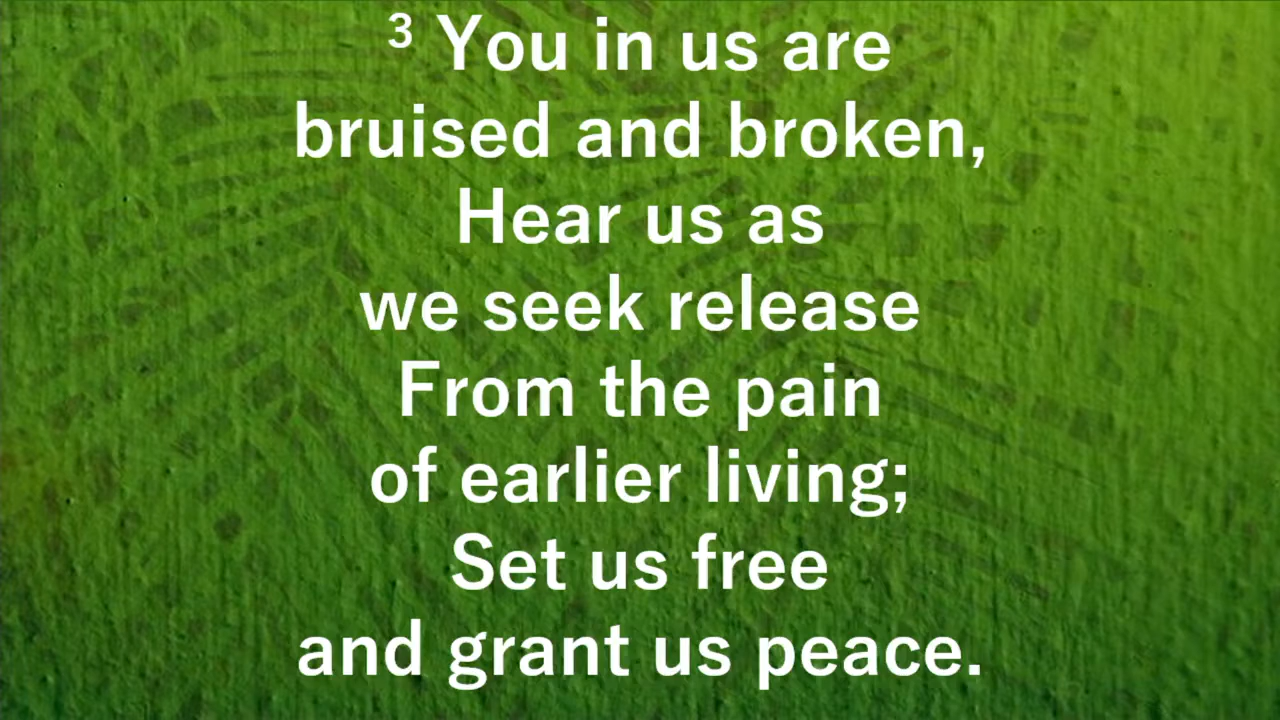 ³ You in us are
bruised and broken,
Hear us as
we seek release
From the pain
of earlier living;
Set us free
and grant us peace.